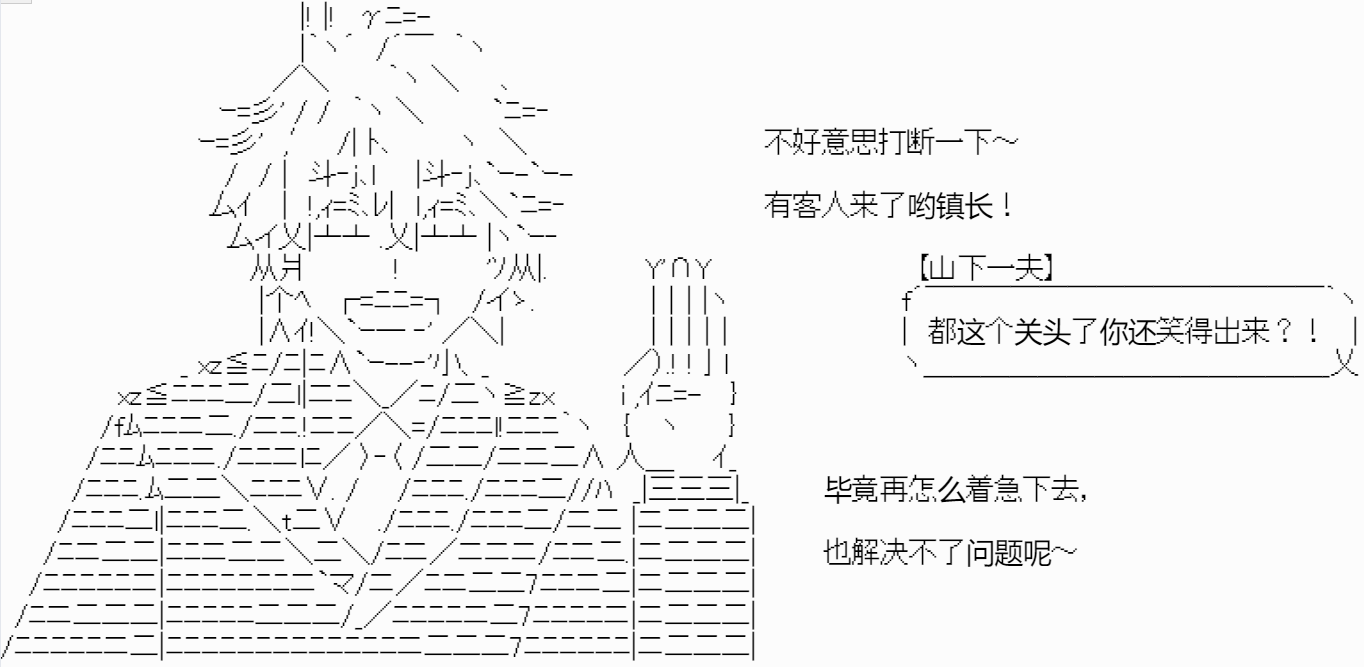 不好意思打断一下～
有客人来了哟镇长！
【山下一夫】
都这个关头了你还笑得出来？！
毕竟再怎么着急下去，
也解决不了问题呢～